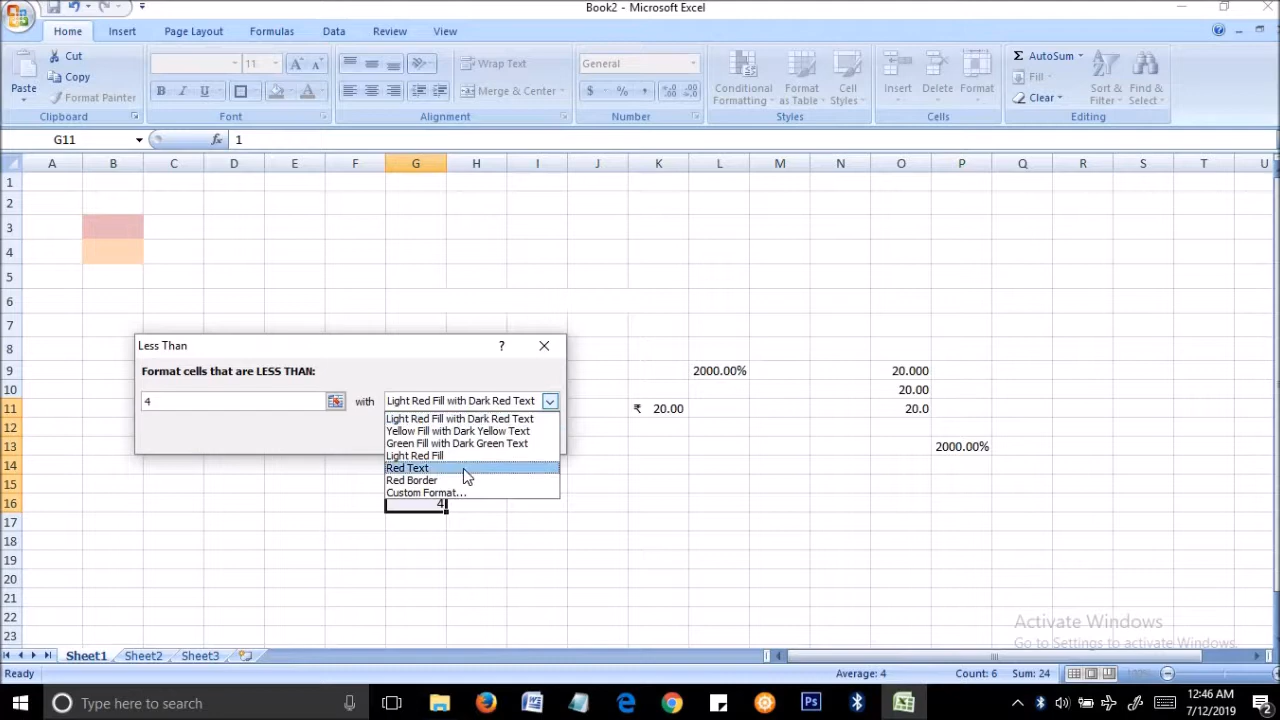 Book2 - Microsoft Excel
Home Insert Page Layout Formulas Data Review View
Cut
Copy
Format Painter
Paste
Clipboard
11
B I U
Font
Wrap Text
Merge & Center
Alignment
General
$ % ,
Number
Conditional Formatting
Format as Table
Cell Styles
Styles
Insert Delete Format
Cells
Σ AutoSum
Fill
Clear
Sort & Filter
Find & Select
Editing
G11 fx 1
A B C D E F G H I J K L M N O P Q R S T U
1
2
3
4
5
6
7
8
9 2000.00% 20.000
10 20.00
11 ₹ 20.00 20.0
12
13 2000.00%
14
15
16 4
17
18
19
20
21
22
23
Less Than ?
Format cells that are LESS THAN:
4 with Light Red Fill with Dark Red Text
Light Red Fill with Dark Red Text
Yellow Fill with Dark Yellow Text
Green Fill with Dark Green Text
Light Red Fill
Red Text
Red Border
Custom Format...
Activate Windows
Go to Settings to activate Windows.
Sheet1 Sheet2 Sheet3
Ready Average: 4 Count: 6 Sum: 24
Type here to search
12:46 AM
7/12/2019
2